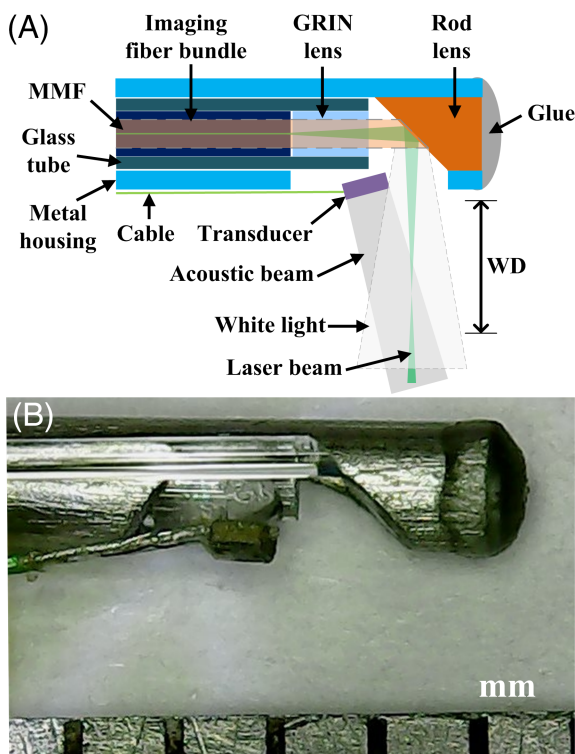 (A)
Imaging
fiber bundle
GRIN
lens
Rod
lens
MMF
Glue
Glass
tube
Metal
housing
Cable
Transducer
Acoustic beam
WD
White light
Laser beam
(B)
mm